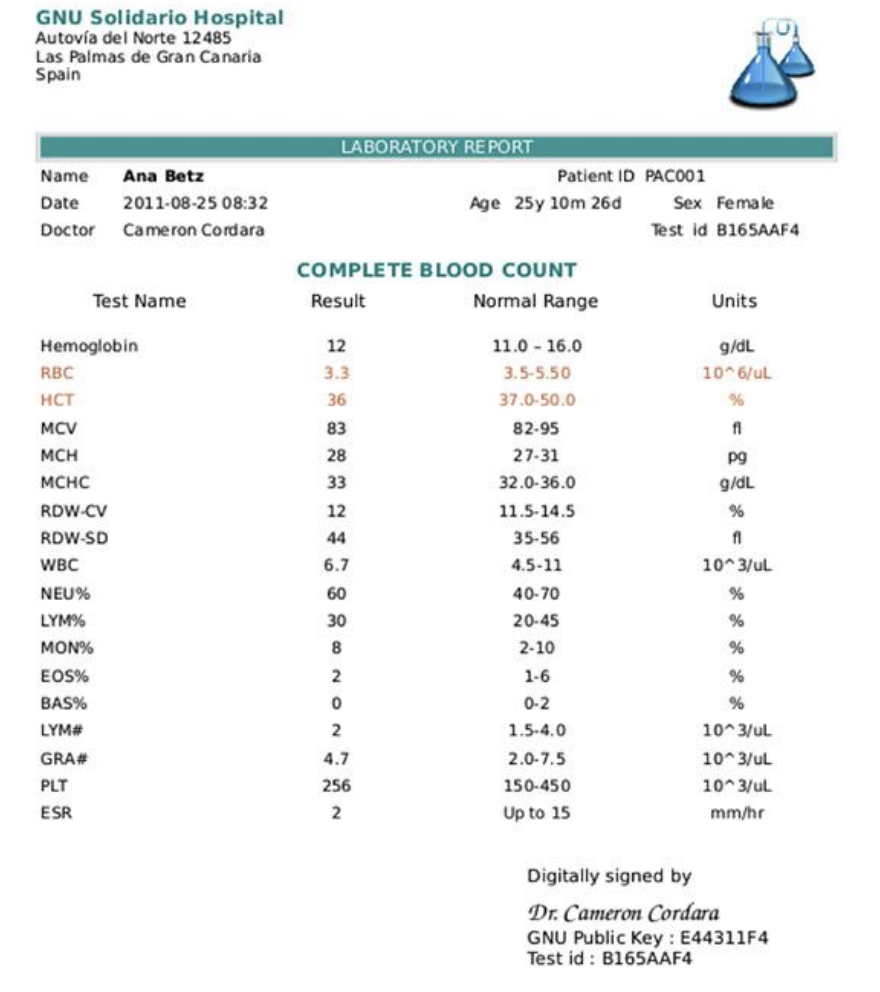 GNU Solidario Hospital
Autovía del Norte 12485
Las Palmas de Gran Canaria
Spain
LABORATORY REPORT
Name Ana Betz Patient ID PAC001
Date 2011-08-25 08:32 Age 25y 10m 26d Sex Female
Doctor Cameron Cordara Test id B165AAF4
COMPLETE BLOOD COUNT
Test Name Result Normal Range Units
Hemoglobin 12 11.0 – 16.0 g/dL
RBC 3.3 3.5-5.50 10^6/uL
HCT 36 37.0-50.0 %
MCV 83 82-95 fl
MCH 28 27-31 pg
MCHC 33 32.0-36.0 g/dL
RDW-CV 12 11.5-14.5 %
RDW-SD 44 35-56 fl
WBC 6.7 4.5-11 10^3/uL
NEU% 60 40-70 %
LYM% 30 20-45 %
MON% 8 2-10 %
EOS% 2 1-6 %
BAS% 0 0-2 %
LYM# 2 1.5-4.0 10^3/uL
GRA# 4.7 2.0-7.5 10^3/uL
PLT 256 150-450 10^3/uL
ESR 2 Up to 15 mm/hr
Digitally signed by
Dr. Cameron Cordara
GNU Public Key : E44311F4
Test id : B165AAF4